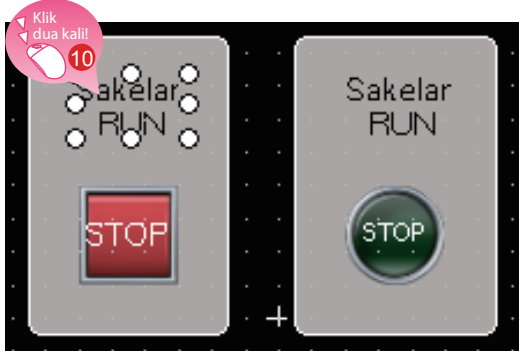 Klik
dua kali!
10
Sakelar
RUN
STOP
Sakelar
RUN
STOP